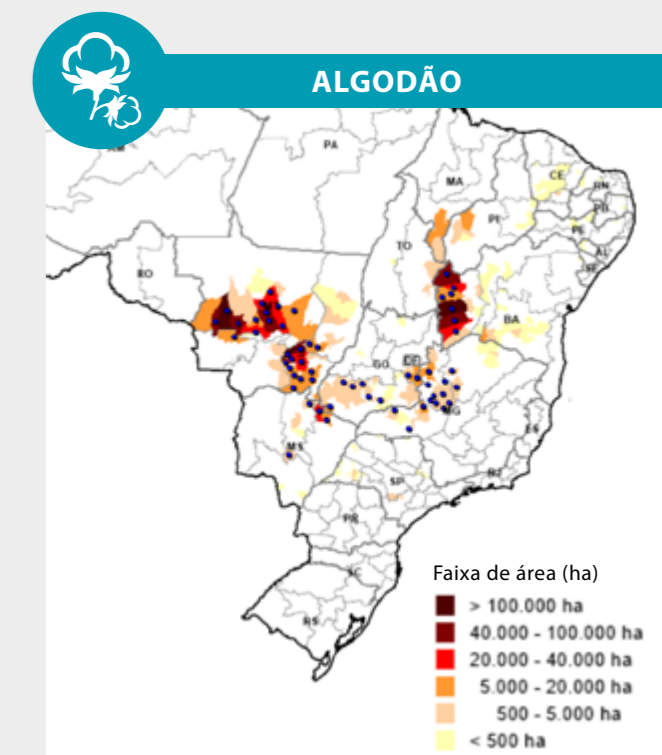 ALGODÃO
PA
MA
CE
RN
PB
PI
PE
AL
SE
TO
RO
BA
GO
DF
MG
ES
MS
SP
RJ
PR
SC
RS
Faixa de área (ha)
> 100.000 ha
40.000 - 100.000 ha
20.000 - 40.000 ha
5.000 - 20.000 ha
500 - 5.000 ha
< 500 ha